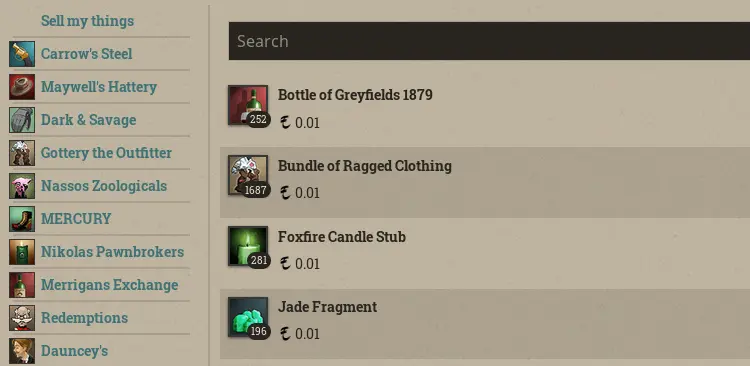 Sell my things
Carrow's Steel
Maywell's Hattery
Dark & Savage
Gottery the Outfitter
Nassos Zoologicals
MERCURY
Nikolas Pawnbrokers
Merrigans Exchange
Redemptions
Dauncey's
Search
Bottle of Greyfields 1879
252
0.01
Bundle of Ragged Clothing
1687
0.01
Foxfire Candle Stub
281
0.01
Jade Fragment
196
0.01